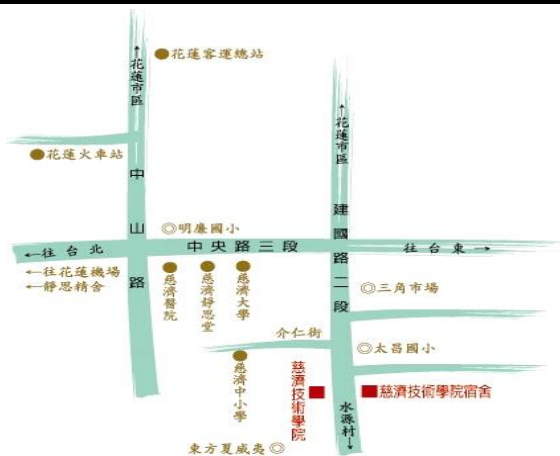 花蓮客運總站
↑花蓮市區
↑花蓮市區
花蓮火車站
中山路
明廉國小
建國路二段
←往台北
中央路三段
往台東→
←往花蓮機場
←靜思精舍
慈濟醫院
慈濟靜思堂
慈濟大學
三角市場
介仁街
太昌國小
慈濟中小學
慈濟技術學院
慈濟技術學院宿舍
水源村↓
東方夏威夷